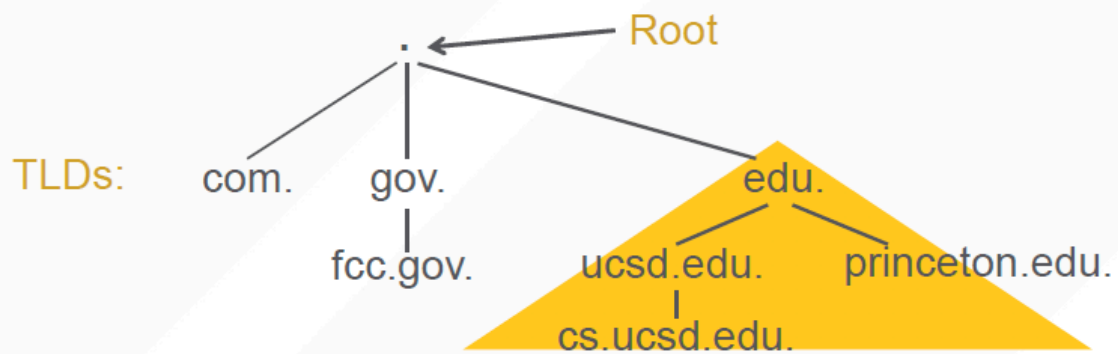 . Root
TLDs: com. gov. edu.
fcc.gov. ucsd.edu. princeton.edu.
cs.ucsd.edu.